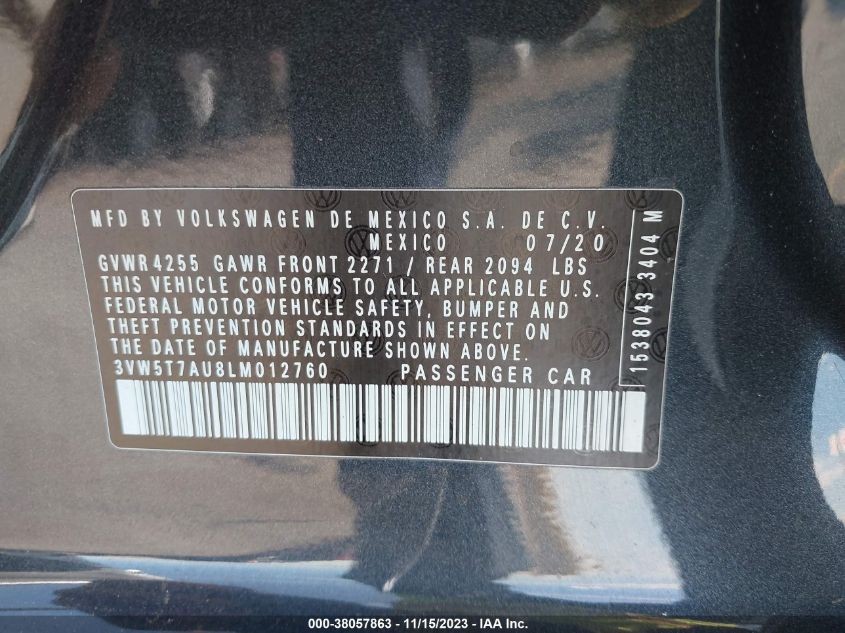 MFD BY VOLKSWAGEN DE MEXICO S.A. DE C.V.
MEXICO 07/20
GVWR 4255 GAWR FRONT 2271 / REAR 2094 LBS
THIS VEHICLE CONFORMS TO ALL APPLICABLE U.S.
FEDERAL MOTOR VEHICLE SAFETY, BUMPER AND
THEFT PREVENTION STANDARDS IN EFFECT ON
THE DATE OF MANUFACTURE SHOWN ABOVE.
3VW5T7AU8LM012760 PASSENGER CAR
1538043 3404 M
000-38057863 - 11/15/2023 - IAA Inc.